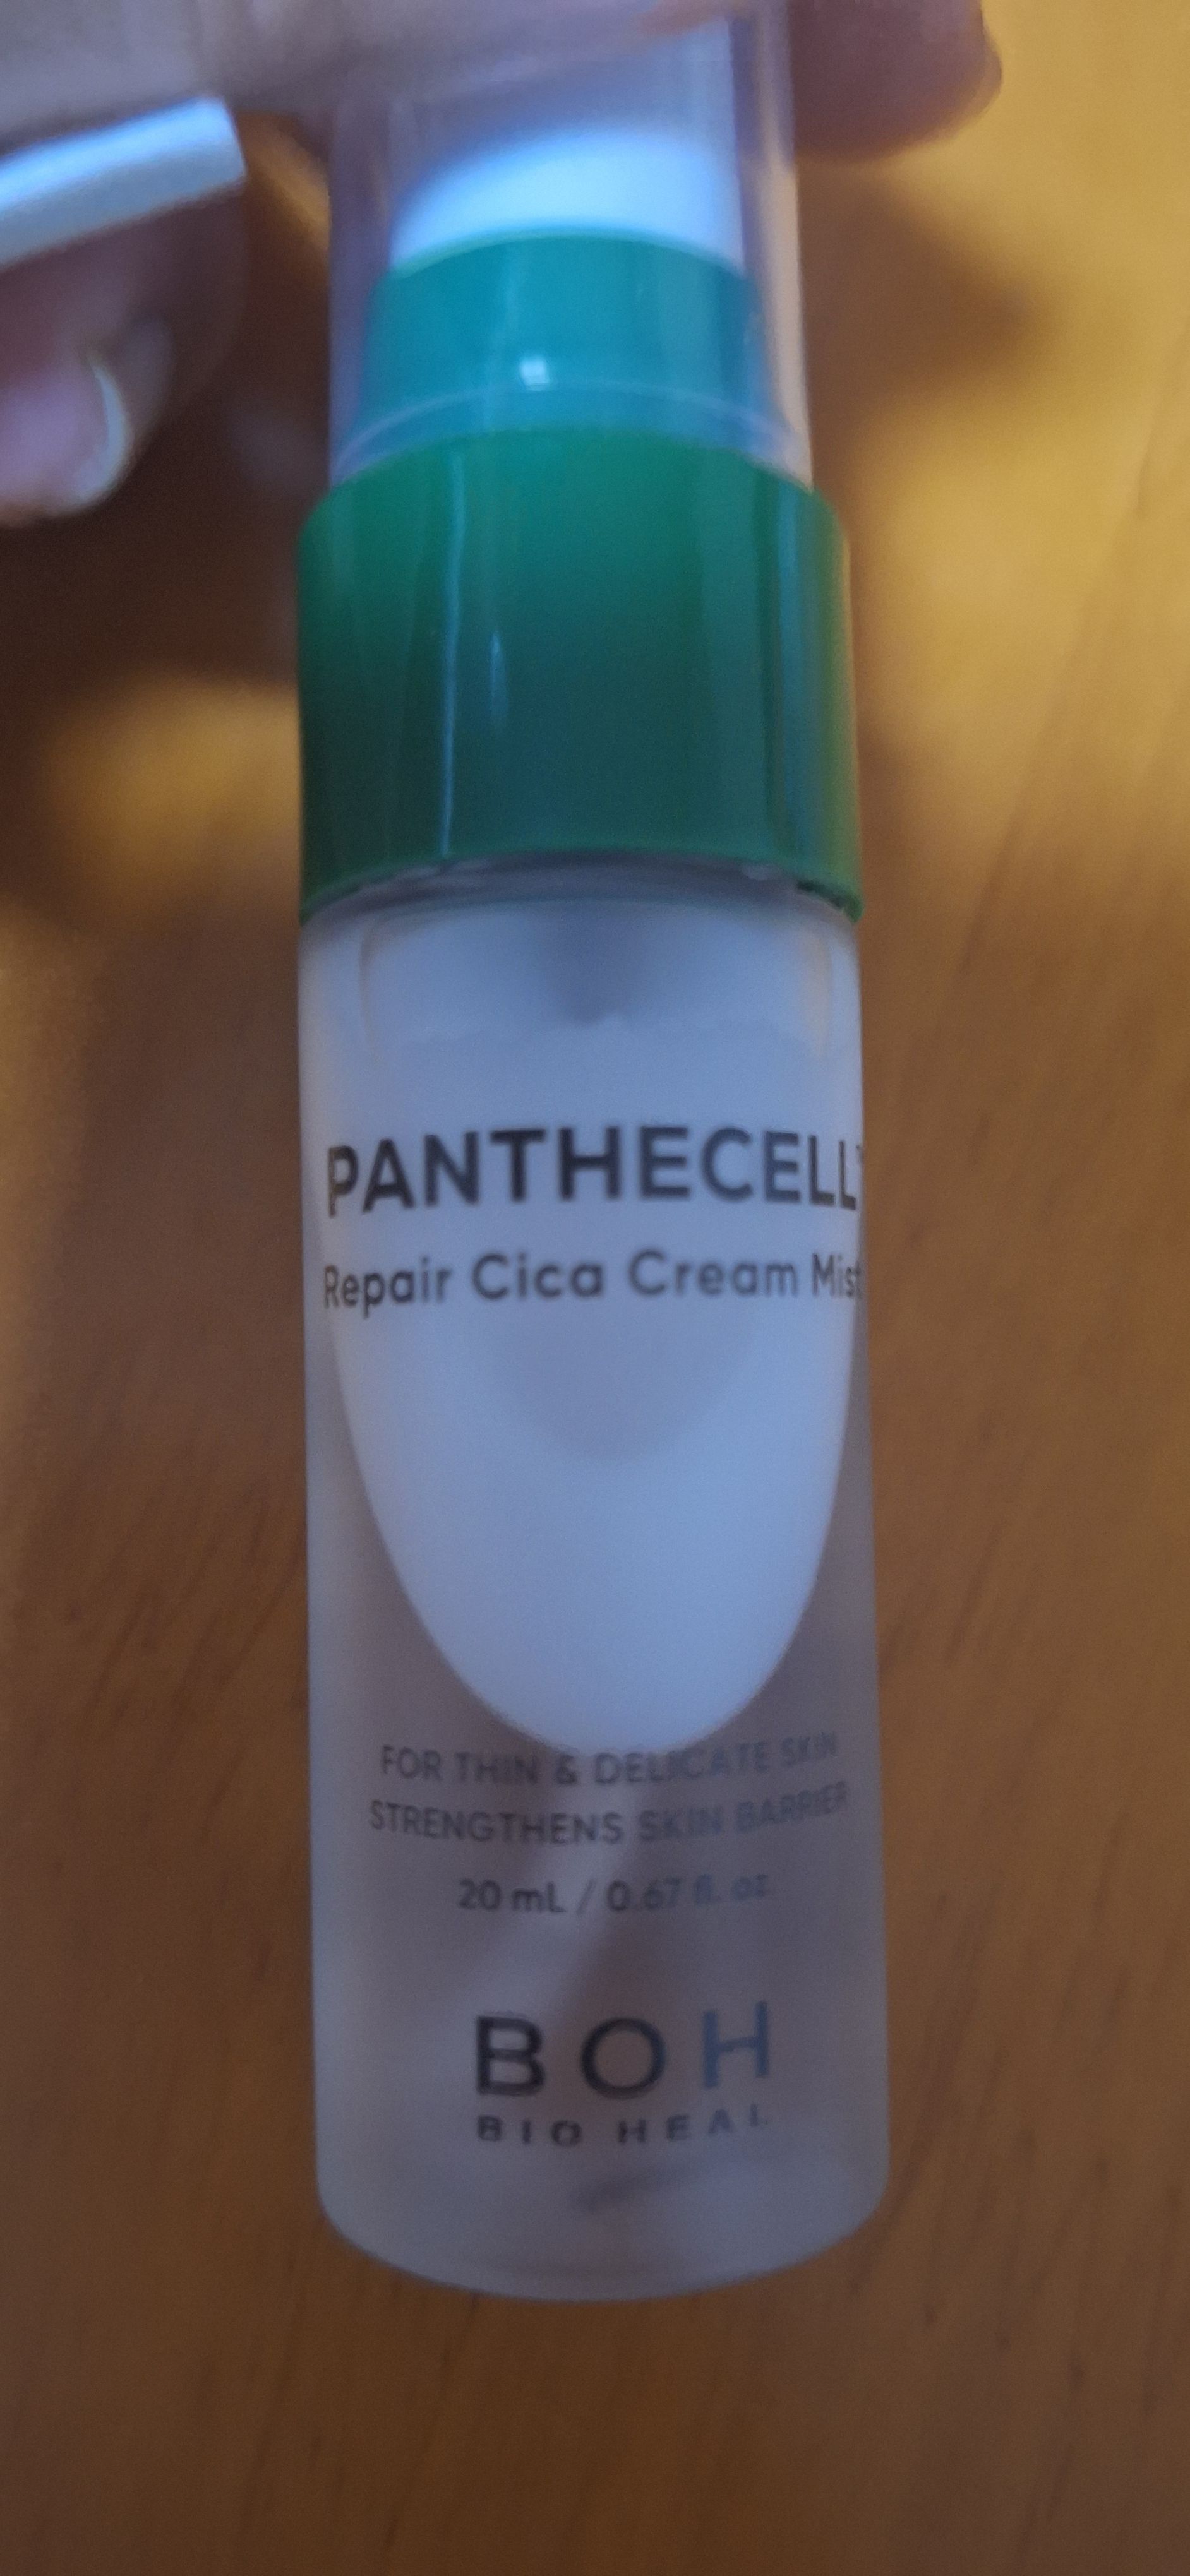 PANTHECELL™
Repair Cica Cream Mist
FOR THIN & DELICATE SKIN
STRENGTHENS SKIN BARRIER
20 mL / 0.67 fl. oz
BOH
BIO HEAL